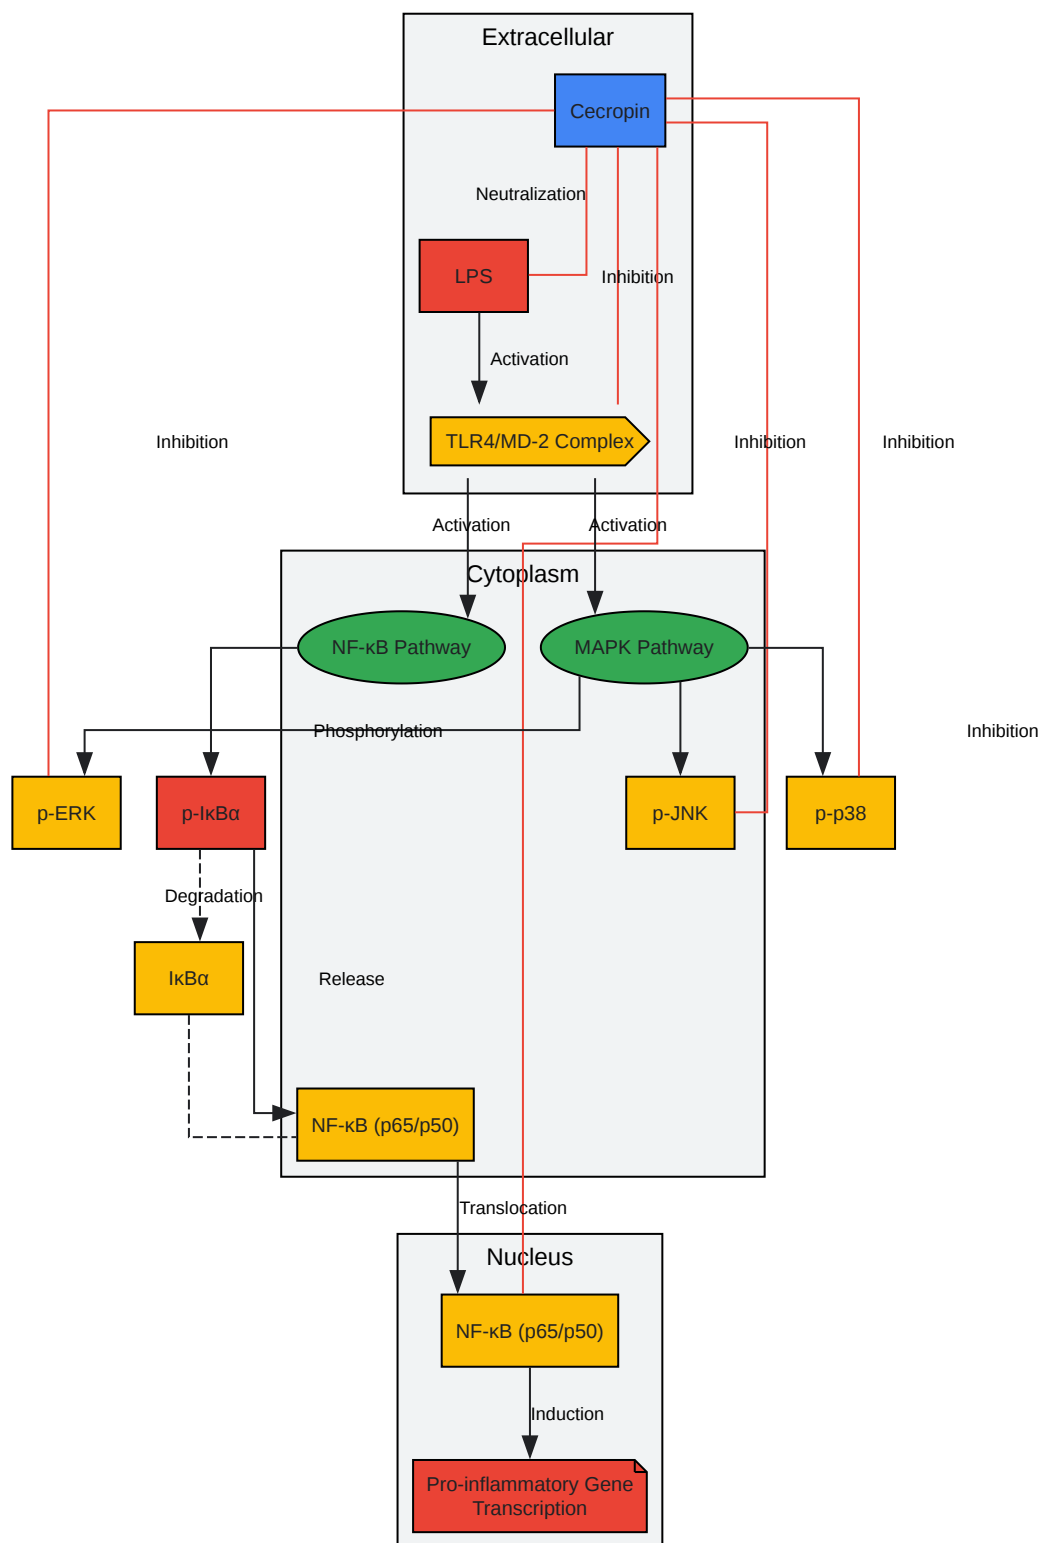 Extracellular
Cecropin
Neutralization
LPS
Inhibition
Activation
Inhibition
TLR4/MD-2 Complex
Inhibition
Inhibition
Activation
Activation
Cytoplasm
NF-κB Pathway
MAPK Pathway
Phosphorylation
Inhibition
p-ERK
p-IκBα
p-JNK
p-p38
Degradation
IκBα
Release
NF-κB (p65/p50)
Translocation
Nucleus
NF-κB (p65/p50)
Induction
Pro-inflammatory Gene
Transcription